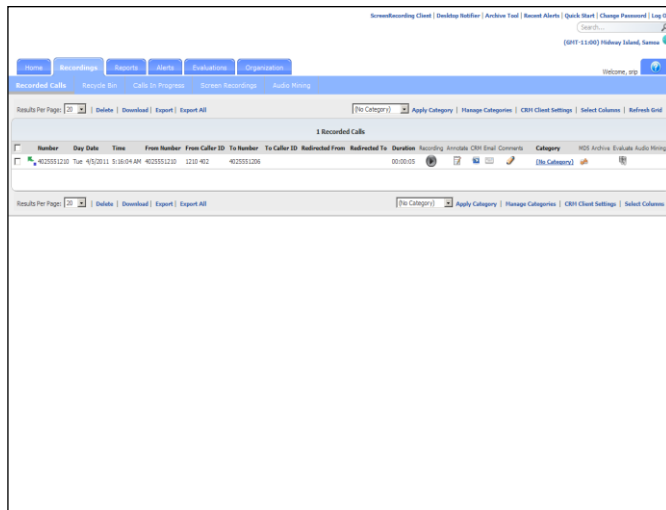 ScreenRecording Client | Desktop Notifier | Archive Tool | Recent Alerts | Quick Start | Change Password | Log O
Search...
(GMT-11:00) Midway Island, Samoa
Home Recordings Reports Alerts Evaluations Organization
Welcome, srp
Recorded Calls Recycle Bin Calls In Progress Screen Recordings Audio Mining
Results Per Page: 20 | Delete | Download | Export | Export All (No Category) Apply Category | Manage Categories | CRM Client Settings | Select Columns | Refresh Grid
1 Recorded Calls
Number Day Date Time From Number From Caller ID To Number To Caller ID Redirected From Redirected To Duration Recording Annotate CRM Email Comments Category MDS Archive Evaluate Audio Mining
4025551210 Tue 4/5/2011 5:16:04 AM 4025551210 1210 402 4025551206 00:00:05 (No Category)
Results Per Page: 20 | Delete | Download | Export | Export All (No Category) Apply Category | Manage Categories | CRM Client Settings | Select Columns